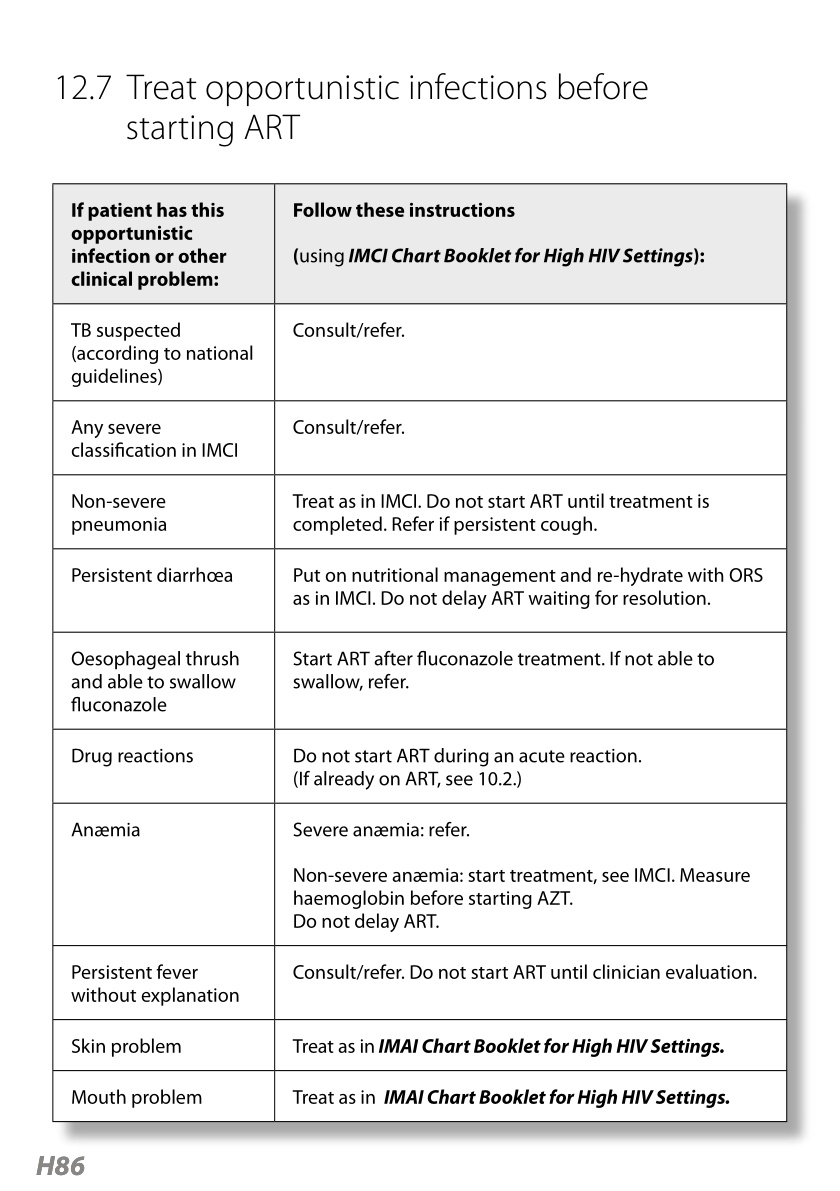 12.7 Treat opportunistic infections before
starting ART
If patient has this
opportunistic
infection or other
clinical problem:
Follow these instructions
(using IMCI Chart Booklet for High HIV Settings):
TB suspected
(according to national
guidelines)
Consult/refer.
Any severe
classification in IMCI
Consult/refer.
Non-severe
pneumonia
Treat as in IMCI. Do not start ART until treatment is
completed. Refer if persistent cough.
Persistent diarrhœa
Put on nutritional management and re-hydrate with ORS
as in IMCI. Do not delay ART waiting for resolution.
Oesophageal thrush
and able to swallow
fluconazole
Start ART after fluconazole treatment. If not able to
swallow, refer.
Drug reactions
Do not start ART during an acute reaction.
(If already on ART, see 10.2.)
Anæmia
Severe anæmia: refer.
Non-severe anæmia: start treatment, see IMCI. Measure
haemoglobin before starting AZT.
Do not delay ART.
Persistent fever
without explanation
Consult/refer. Do not start ART until clinician evaluation.
Skin problem
Treat as in IMAI Chart Booklet for High HIV Settings.
Mouth problem
Treat as in IMAI Chart Booklet for High HIV Settings.
H86